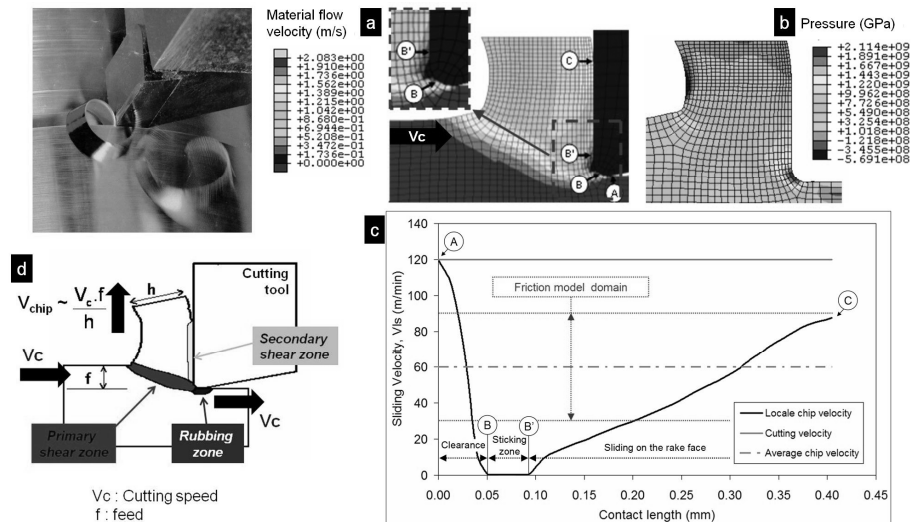 Material flow
velocity (m/s)
+2.083e+00
+1.910e+00
+1.736e+00
+1.562e+00
+1.389e+00
+1.215e+00
+1.042e+00
+8.680e-01
+6.944e-01
+5.208e-01
+3.472e-01
+1.736e-01
+0.000e+00
a
B'
B
C
Vc
B'
B
A
b
Pressure (GPa)
+2.114e+09
+1.891e+09
+1.667e+09
+1.443e+09
+1.220e+09
+9.962e+08
+7.726e+08
+5.490e+08
+3.254e+08
+1.018e+08
-1.218e+08
-3.455e+08
-5.691e+08
d
Vchip ~ Vc.f
h
h
Cutting
tool
Secondary
shear zone
Vc
f
Vc
Primary
shear zone
Rubbing
zone
Vc : Cutting speed
f : feed
c
Sliding Velocity, Vls (m/min)
140
120
100
80
60
40
20
0
A
Friction model domain
C
B
B'
Clearance
Sticking
zone
Sliding on the rake face
Locale chip velocity
Cutting velocity
Average chip velocity
0.00 0.05 0.10 0.15 0.20 0.25 0.30 0.35 0.40 0.45
Contact length (mm)